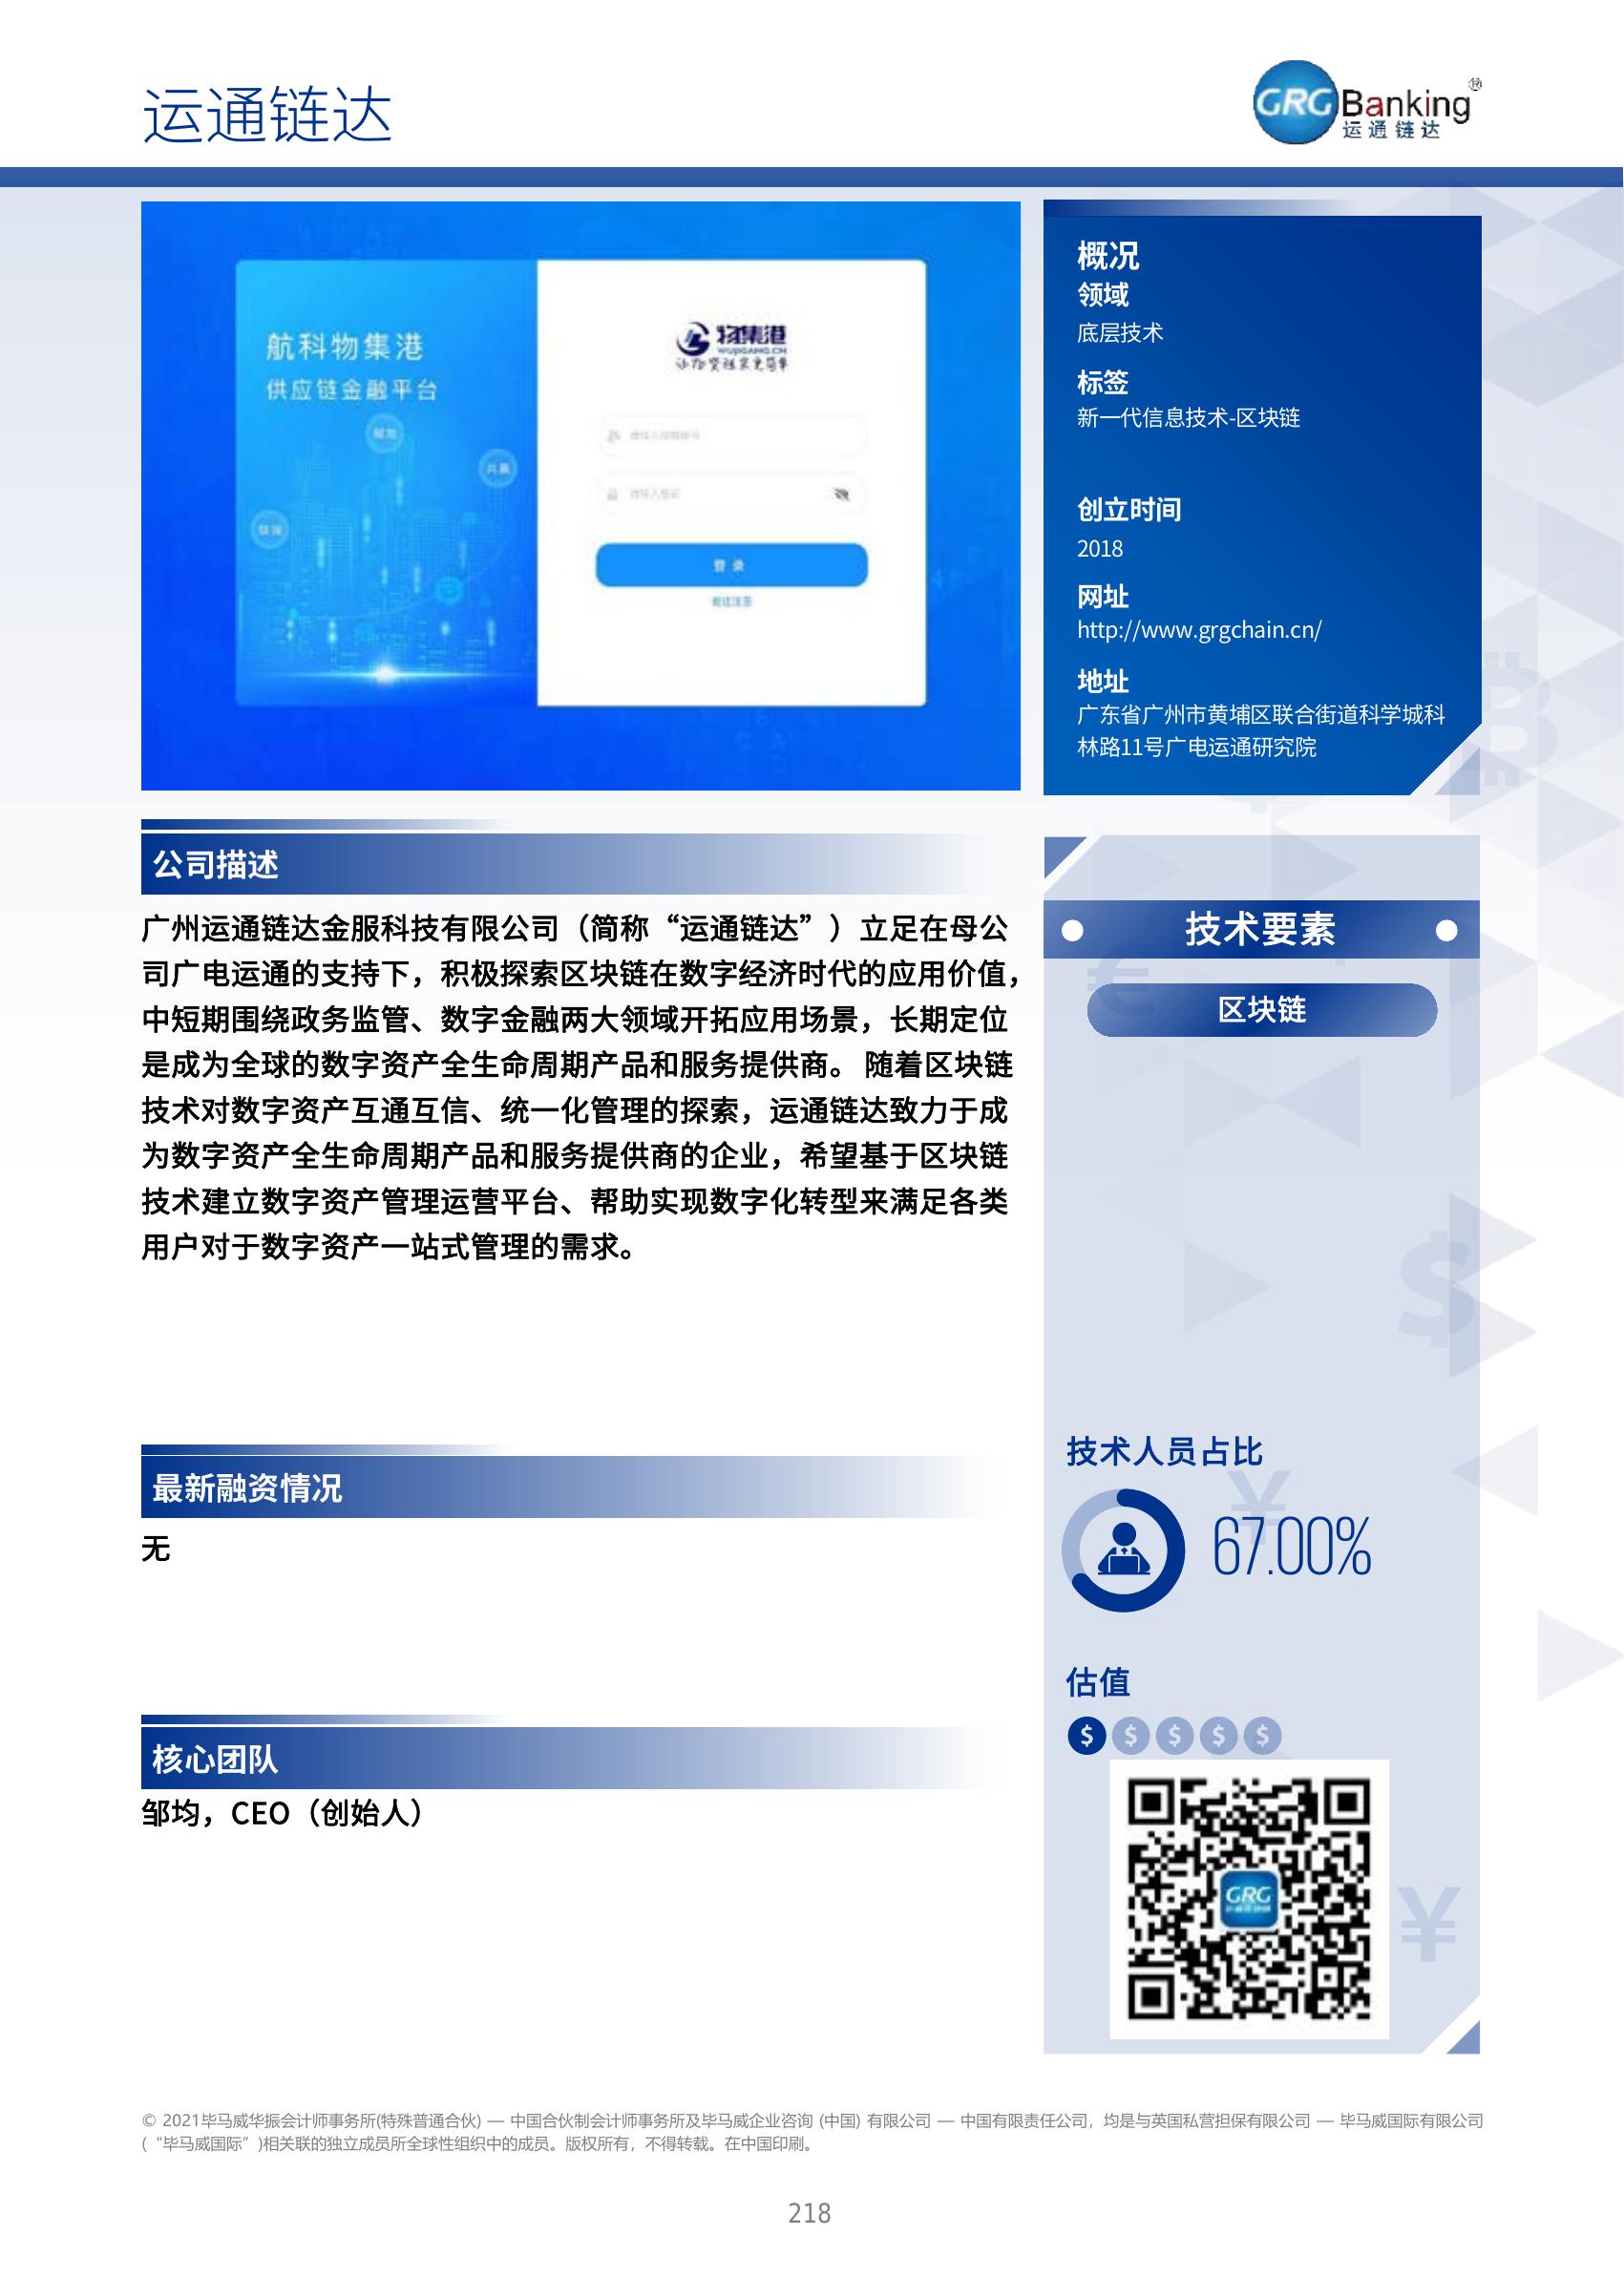 运通链达
GRG Banking®
运通链达
航科物集港
供应链金融平台
物集港
WUJIGANG.CN
登录
概况
领域
底层技术
标签
新一代信息技术-区块链
创立时间
2018
网址
http://www.grgchain.cn/
地址
广东省广州市黄埔区联合街道科学城科
林路11号广电运通研究院
公司描述
广州运通链达金服科技有限公司（简称“运通链达”）立足在母公
司广电运通的支持下，积极探索区块链在数字经济时代的应用价值，
中短期围绕政务监管、数字金融两大领域开拓应用场景，长期定位
是成为全球的数字资产全生命周期产品和服务提供商。 随着区块链
技术对数字资产互通互信、统一化管理的探索，运通链达致力于成
为数字资产全生命周期产品和服务提供商的企业，希望基于区块链
技术建立数字资产管理运营平台、帮助实现数字化转型来满足各类
用户对于数字资产一站式管理的需求。
技术要素
区块链
最新融资情况
无
技术人员占比
67.00%
估值
$ $ $ $ $
核心团队
邹均，CEO（创始人）
GRG
© 2021毕马威华振会计师事务所(特殊普通合伙) — 中国合伙制会计师事务所及毕马威企业咨询 (中国) 有限公司 — 中国有限责任公司，均是与英国私营担保有限公司 — 毕马威国际有限公司
(“毕马威国际”)相关联的独立成员所全球性组织中的成员。版权所有，不得转载。在中国印刷。
218